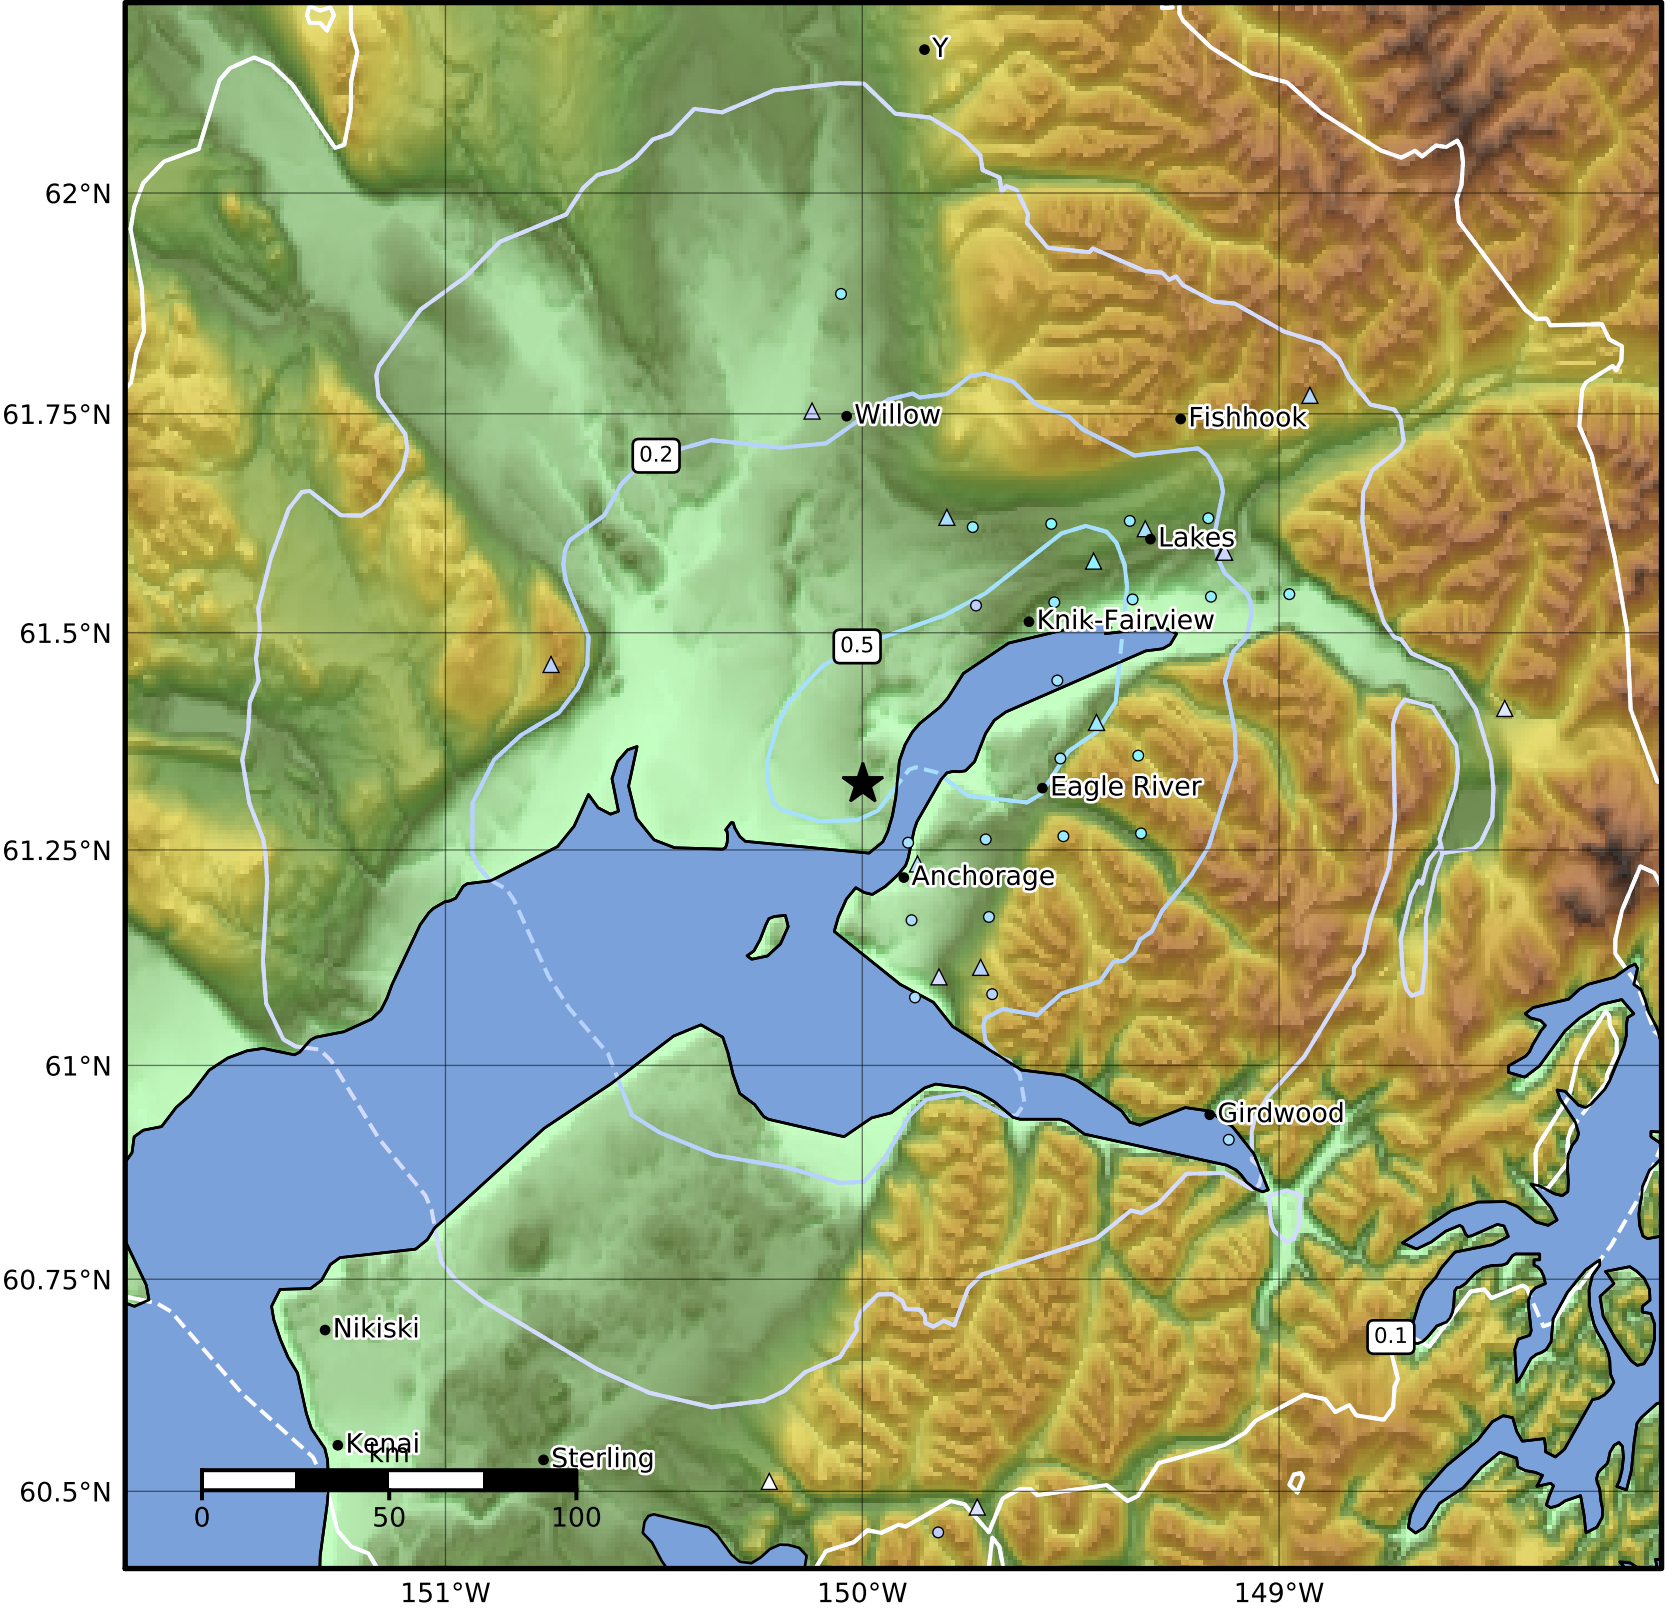 Y
62°N
61.75°N
Willow
Fishhook
0.2
Lakes
61.5°N
Knik-Fairview
0.5
Eagle River
61.25°N
Anchorage
61°N
Girdwood
60.75°N
Nikiski
0.1
Kenai
km
Sterling
60.5°N
0 50 100
151°W 150°W 149°W